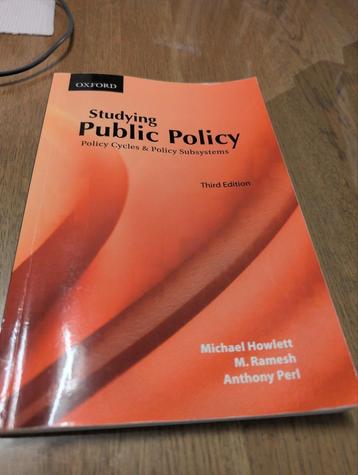 OXFORD
Studying
Public Policy
Policy Cycles & Policy Subsystems
Third Edition
Michael Howlett
M. Ramesh
Anthony Perl